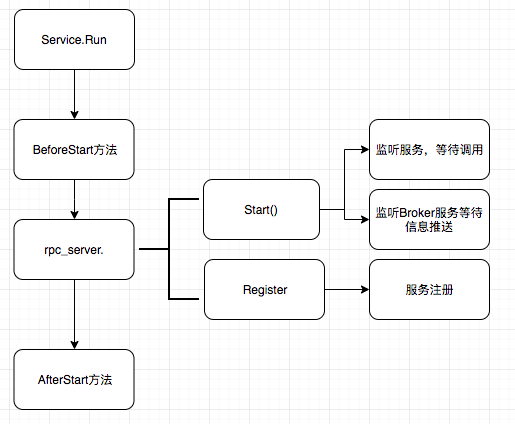 Service.Run
BeforeStart方法
rpc_server.
AfterStart方法
Start()
Register
监听服务，等待调用
监听Broker服务等待
信息推送
服务注册